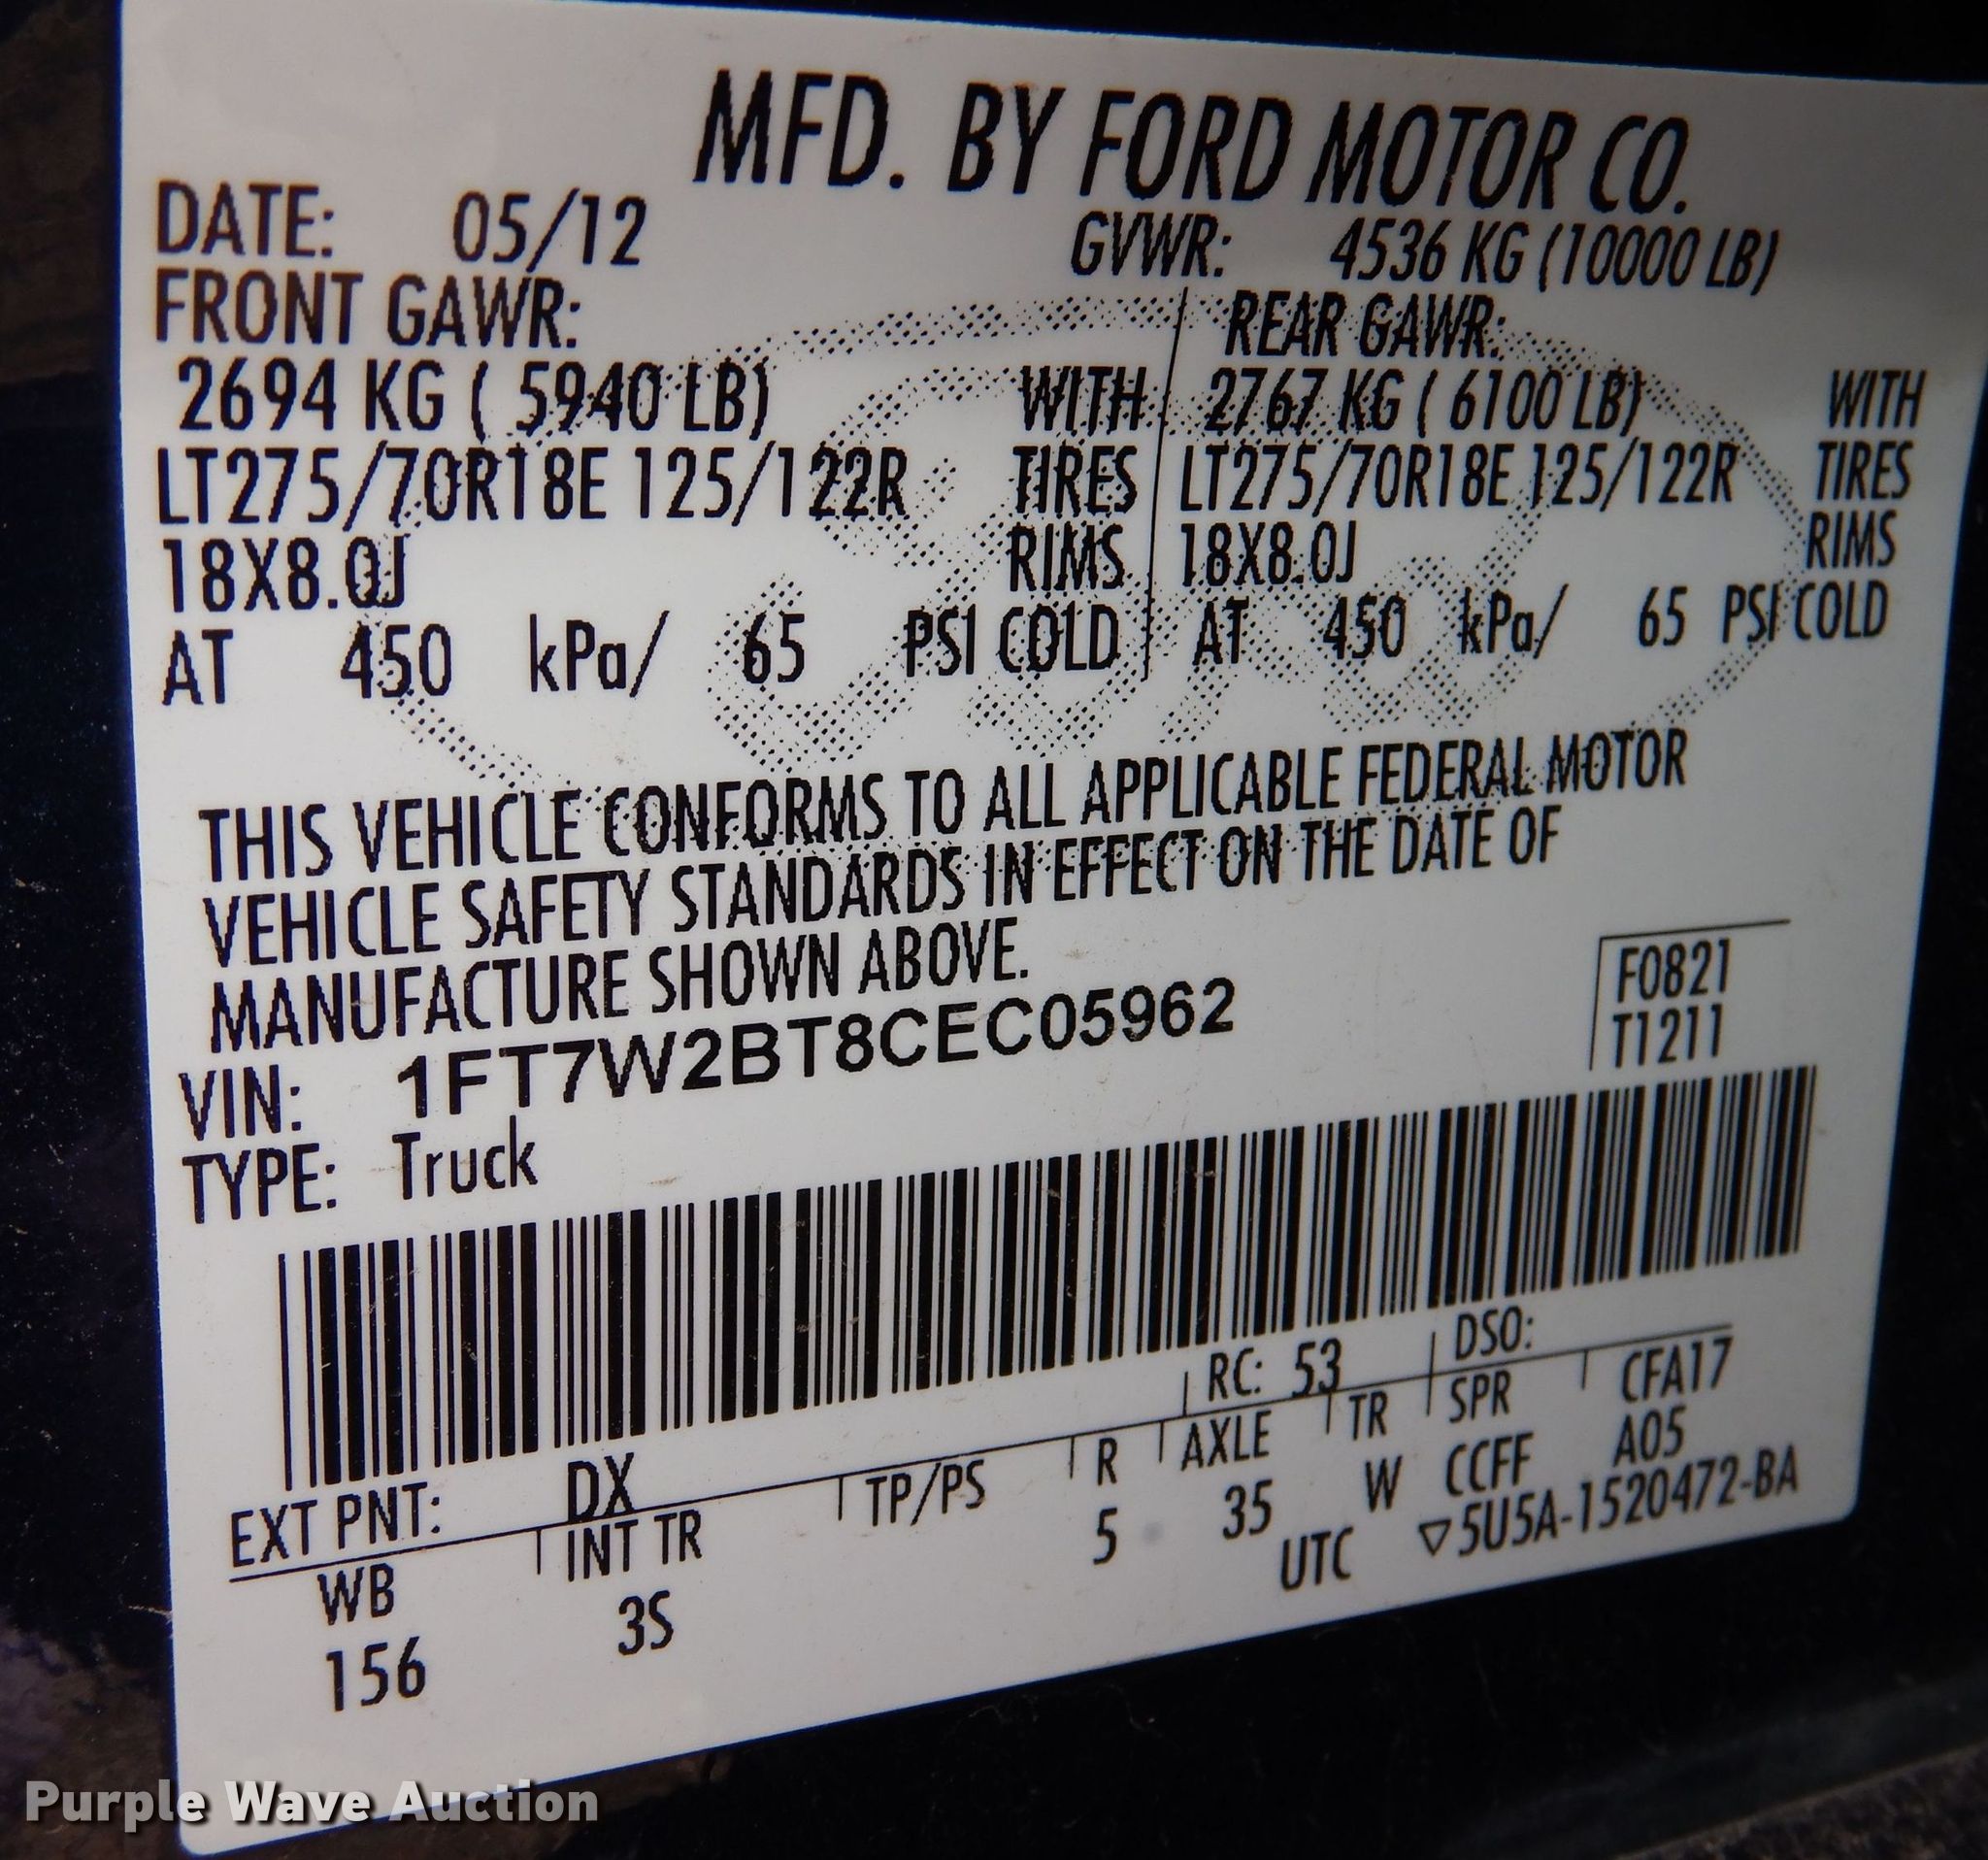 MFD. BY FORD MOTOR CO.
DATE: 05/12 GVWR: 4536 KG (10000 LB)
FRONT GAWR: REAR GAWR:
2694 KG ( 5940 LB) WITH 2767 KG ( 6100 LB) WITH
LT275/70R18E 125/122R TIRES LT275/70R18E 125/122R TIRES
18X8.0J RIMS 18X8.0J RIMS
AT 450 kPa/ 65 PSI COLD AT 450 kPa/ 65 PSI COLD
THIS VEHICLE CONFORMS TO ALL APPLICABLE FEDERAL MOTOR
VEHICLE SAFETY STANDARDS IN EFFECT ON THE DATE OF
MANUFACTURE SHOWN ABOVE.
VIN: 1FT7W2BT8CEC05962
F0821
T1211
TYPE: Truck
EXT PNT: DX RC: 53 DSO:
WB INT TR TP/PS R AXLE TR SPR CFA17
156 3S 5 35 W CCFF A05
UTC ▽5U5A-1520472-BA
Purple Wave Auction